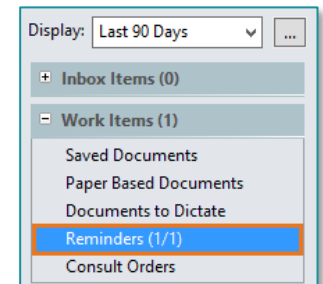 Display: Last 90 Days ...
Inbox Items (0)
Work Items (1)
Saved Documents
Paper Based Documents
Documents to Dictate
Reminders (1/1)
Consult Orders